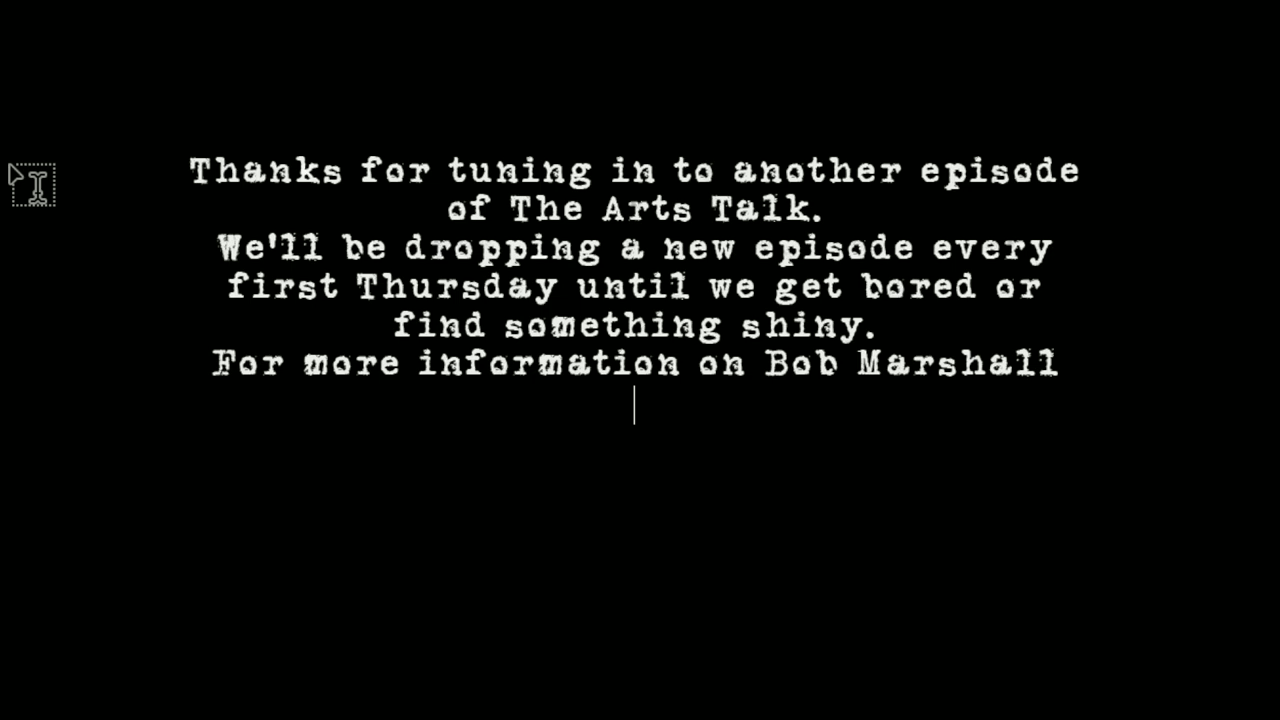 Thanks for tuning in to another episode
of The Arts Talk.
We'll be dropping a new episode every
first Thursday until we get bored or
find something shiny.
For more information on Bob Marshall